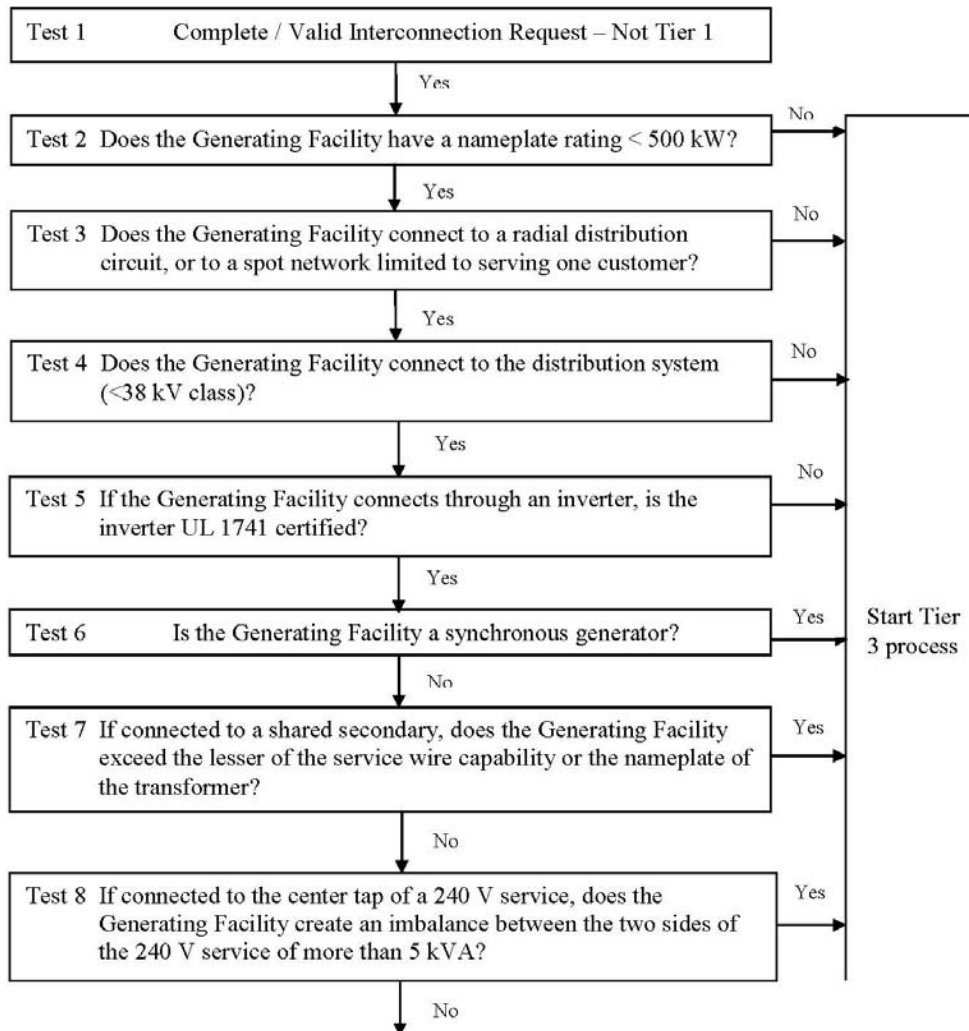 Test 1 Complete / Valid Interconnection Request – Not Tier 1
Yes
Test 2 Does the Generating Facility have a nameplate rating < 500 kW?
No
Yes
Test 3 Does the Generating Facility connect to a radial distribution
circuit, or to a spot network limited to serving one customer?
No
Yes
Test 4 Does the Generating Facility connect to the distribution system
(<38 kV class)?
No
Yes
Test 5 If the Generating Facility connects through an inverter, is the
inverter UL 1741 certified?
No
Yes
Test 6 Is the Generating Facility a synchronous generator?
Yes
Start Tier
3 process
No
Test 7 If connected to a shared secondary, does the Generating Facility
exceed the lesser of the service wire capability or the nameplate of
the transformer?
Yes
No
Test 8 If connected to the center tap of a 240 V service, does the
Generating Facility create an imbalance between the two sides of
the 240 V service of more than 5 kVA?
Yes
No